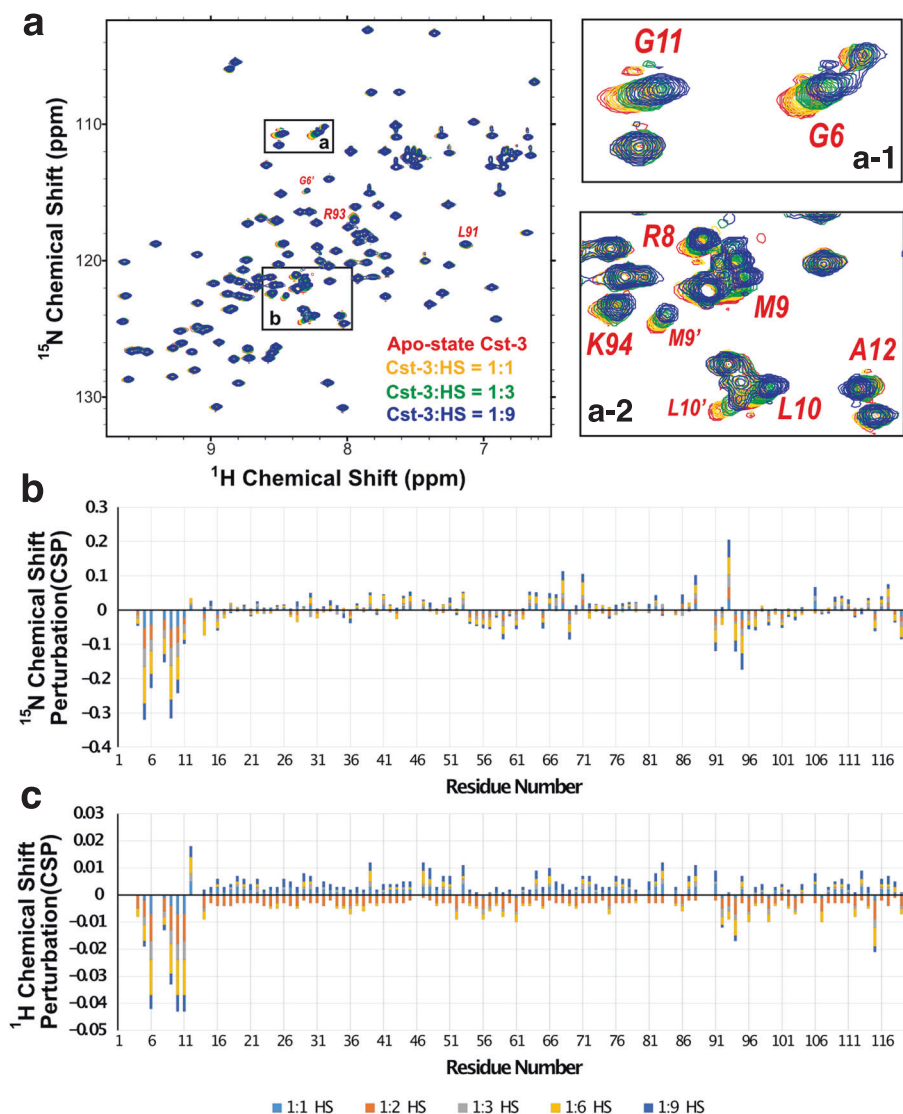 a
110
120
130
9
8
7
¹⁵N Chemical Shift (ppm)
¹H Chemical Shift (ppm)
a
b
G6'
R93
L91
Apo-state Cst-3
Cst-3:HS = 1:1
Cst-3:HS = 1:3
Cst-3:HS = 1:9
G11
G6
a-1
R8
M9
K94
M9'
A12
L10'
L10
a-2
b
¹⁵N Chemical Shift
Perturbation(CSP)
0.3
0.2
0.1
0
−0.1
−0.2
−0.3
−0.4
1 6 11 16 21 26 31 36 41 46 51 56 61 66 71 76 81 86 91 96 101 106 111 116
Residue Number
c
¹H Chemical Shift
Perturbation(CSP)
0.03
0.02
0.01
0
−0.01
−0.02
−0.03
−0.04
−0.05
1 6 11 16 21 26 31 36 41 46 51 56 61 66 71 76 81 86 91 96 101 106 111 116
Residue Number
1:1 HS 1:2 HS 1:3 HS 1:6 HS 1:9 HS